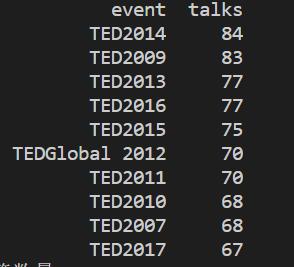 event talks
TED2014 84
TED2009 83
TED2013 77
TED2016 77
TED2015 75
TEDGlobal 2012 70
TED2011 70
TED2010 68
TED2007 68
TED2017 67